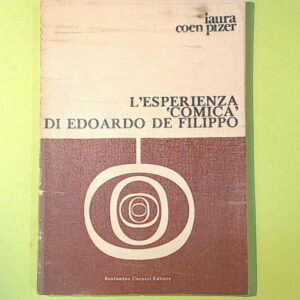 laura
coen pizer
L'ESPERIENZA
'COMICA'
DI EDOARDO DE FILIPPO
Beniamino Carucci Editore